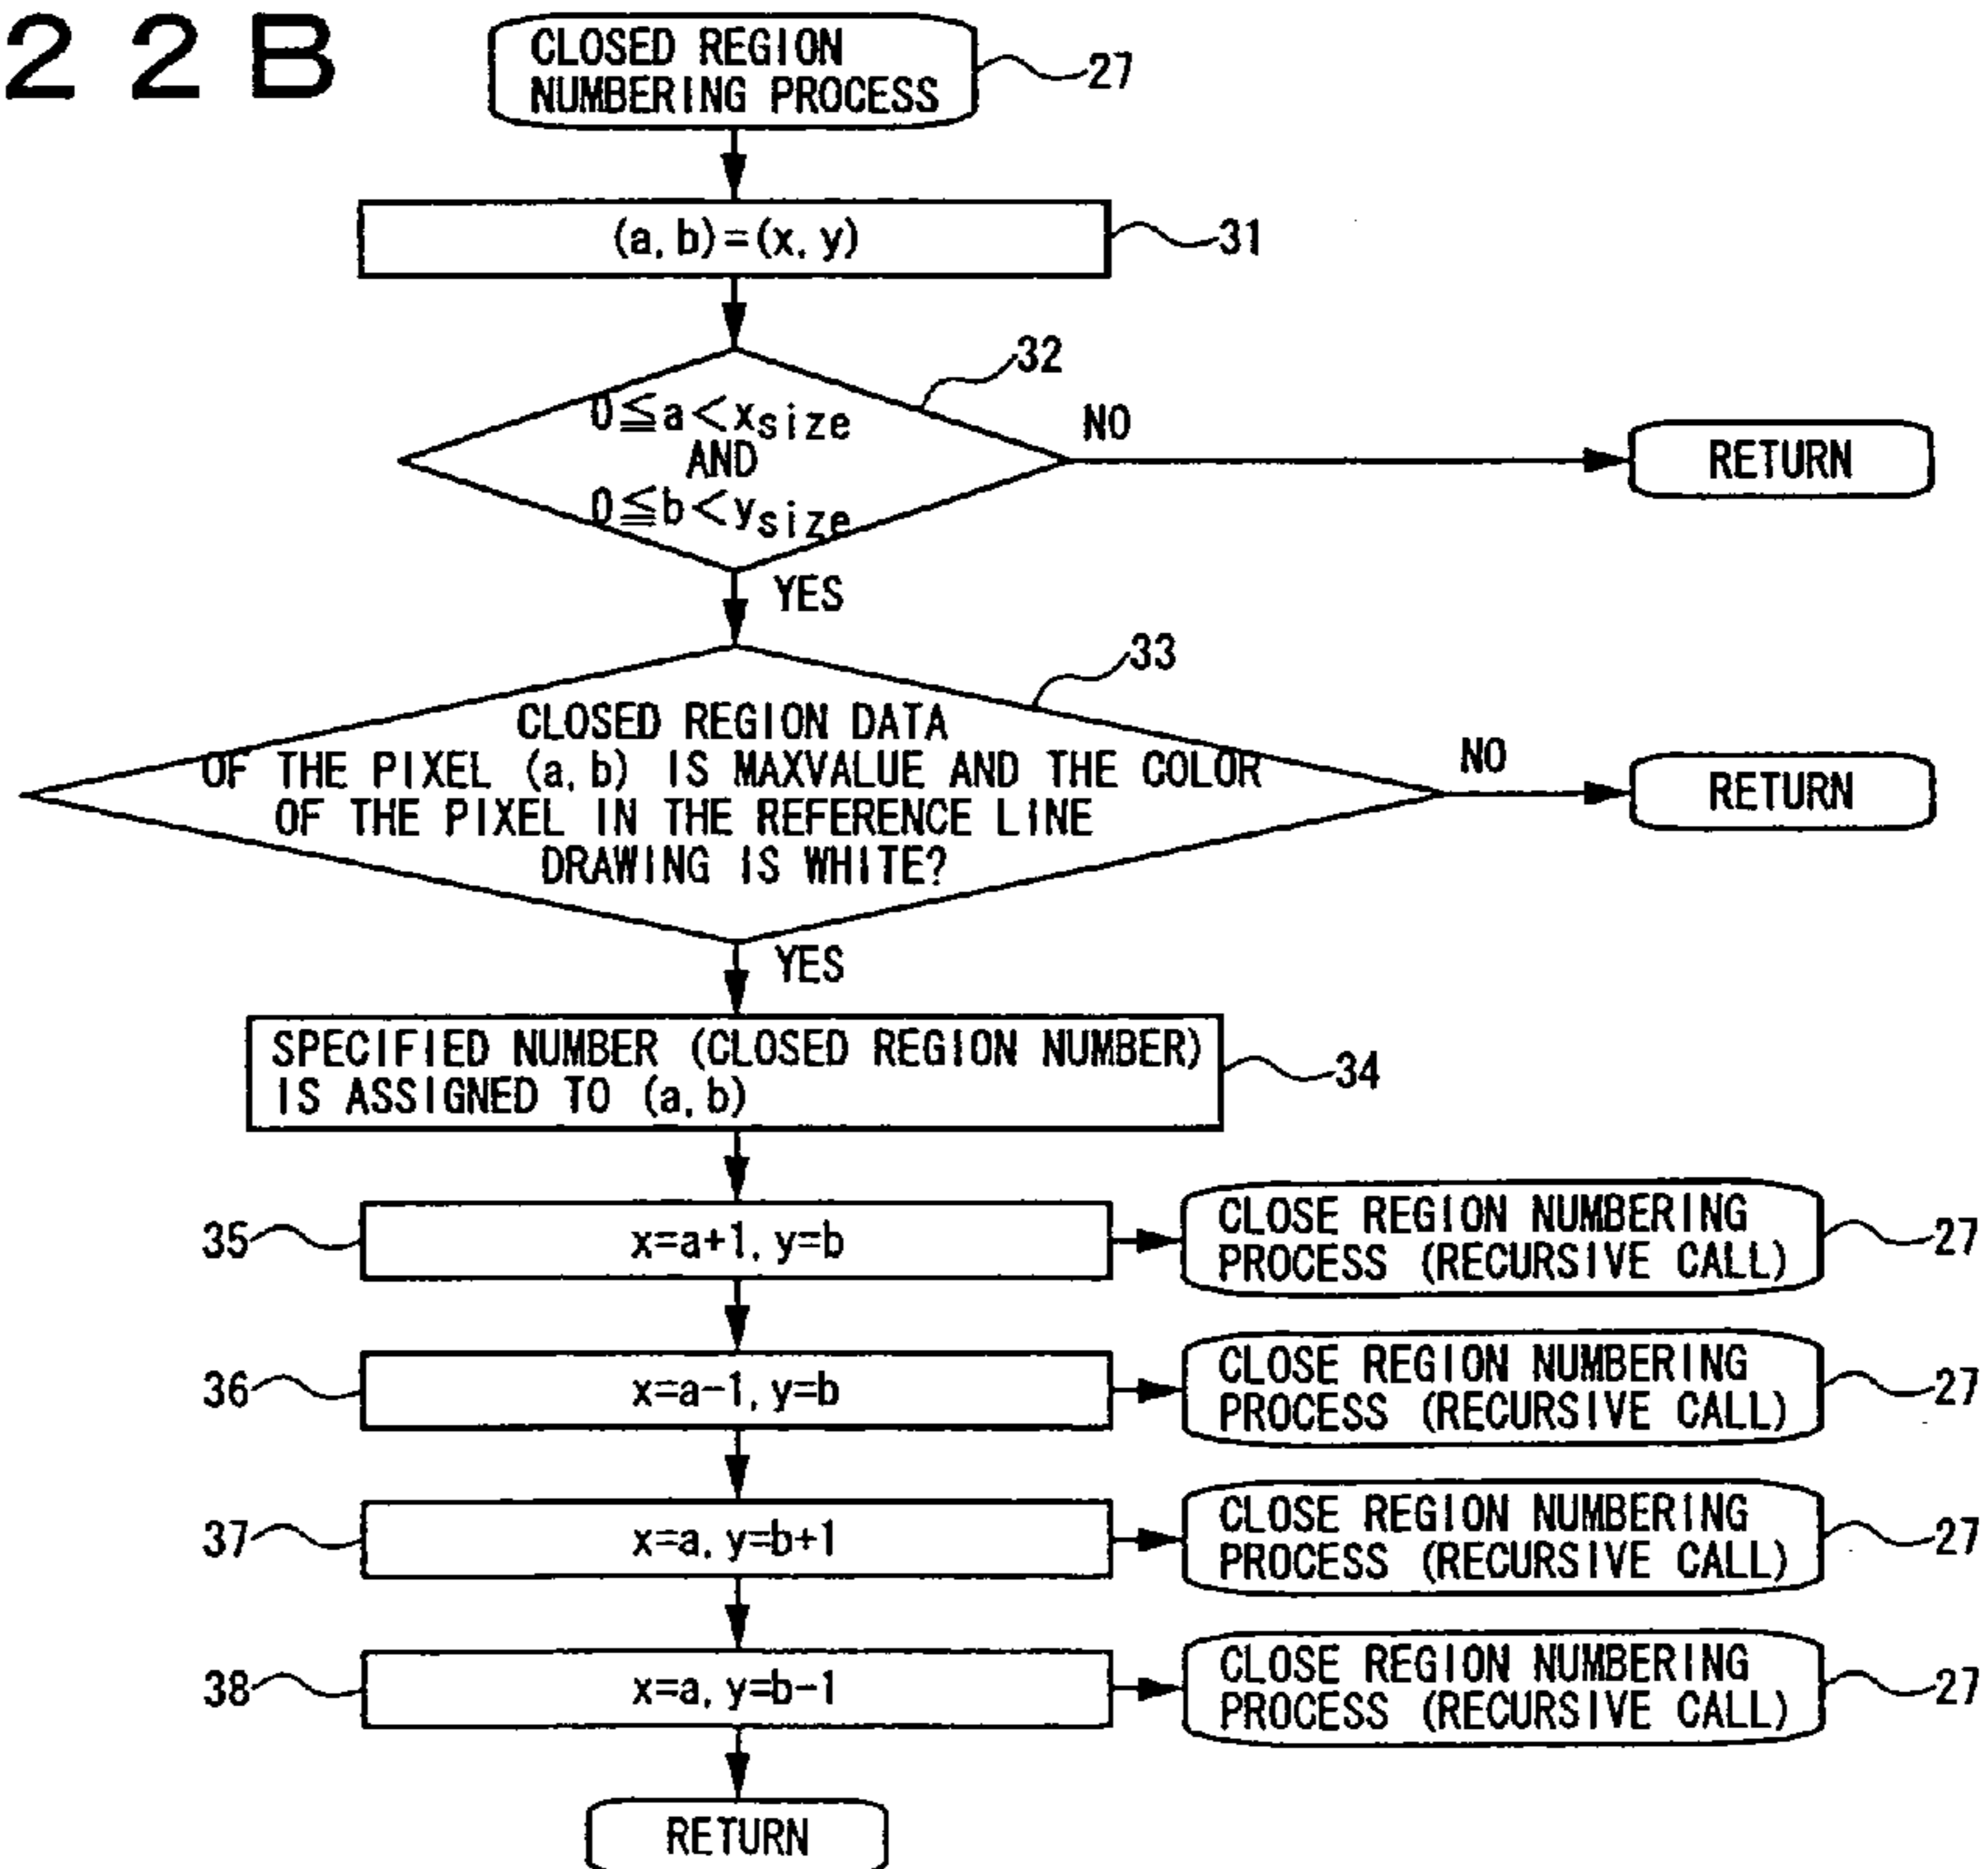 22B
CLOSED REGION
NUMBERING PROCESS
27
(a, b)=(x, y)
31
32
0≦a<xsize
AND
0≦b<ysize
NO
RETURN
YES
33
CLOSED REGION DATA
OF THE PIXEL (a, b) IS MAXVALUE AND THE COLOR
OF THE PIXEL IN THE REFERENCE LINE
DRAWING IS WHITE?
NO
RETURN
YES
SPECIFIED NUMBER (CLOSED REGION NUMBER)
IS ASSIGNED TO (a, b)
34
35
x=a+1, y=b
CLOSE REGION NUMBERING
PROCESS (RECURSIVE CALL)
27
36
x=a-1, y=b
CLOSE REGION NUMBERING
PROCESS (RECURSIVE CALL)
27
37
x=a, y=b+1
CLOSE REGION NUMBERING
PROCESS (RECURSIVE CALL)
27
38
x=a, y=b-1
CLOSE REGION NUMBERING
PROCESS (RECURSIVE CALL)
27
RETURN